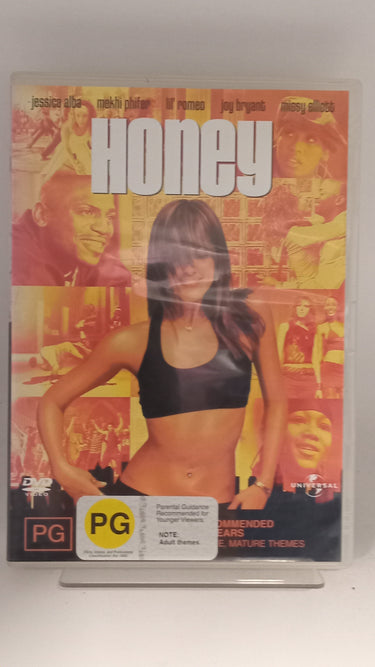 jessica alba mekhi phifer lil' romeo joy bryant missy elliott
Honey
DVD
VIDEO
UNIVERSAL
PG
PG
Parental Guidance
Recommended for
Younger Viewers.
NOTE:
Adult themes.
OMMENDED
EARS
E, MATURE THEMES